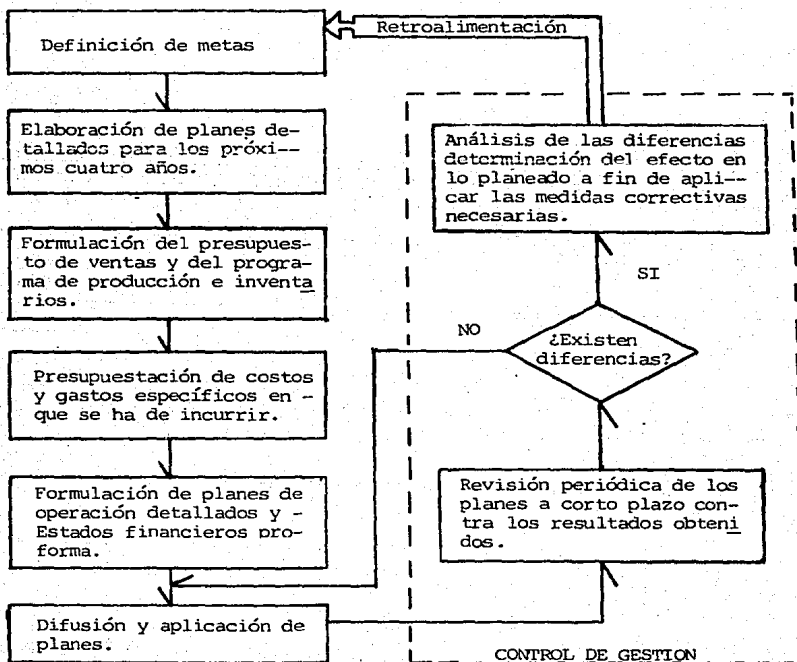 Definición de metas
Retroalimentación
Elaboración de planes de-
tallados para los próxi--
mos cuatro años.
Formulación del presupues-
to de ventas y del progra-
ma de producción e inventa
rios.
Presupuestación de costos
y gastos específicos en -
que se ha de incurrir.
Formulación de planes de
operación detallados y -
Estados financieros pro-
forma.
Difusión y aplicación de
planes.
Análisis de las diferencias
determinación del efecto en
lo planeado a fin de apli--
car las medidas correctivas
necesarias.
SI
NO
¿Existen
diferencias?
Revisión periódica de los
planes a corto plazo con-
tra los resultados obteni
dos.
CONTROL DE GESTION